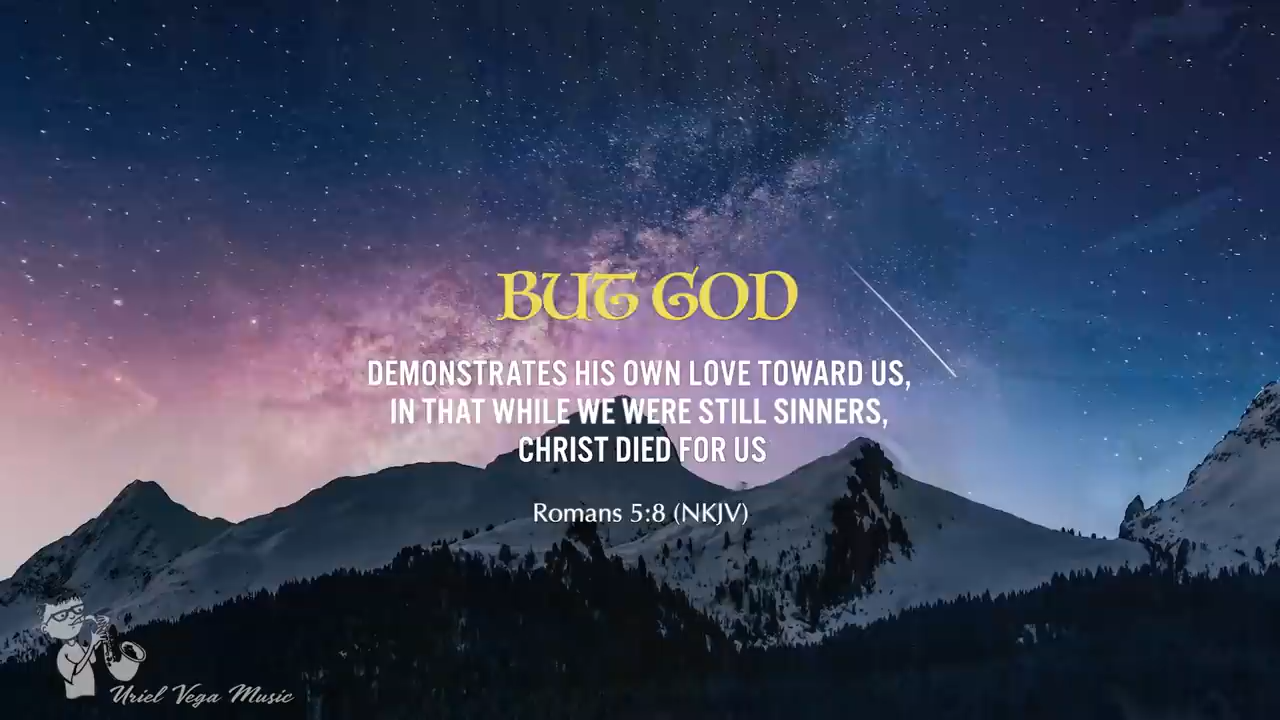 BUT GOD
DEMONSTRATES HIS OWN LOVE TOWARD US,
IN THAT WHILE WE WERE STILL SINNERS,
CHRIST DIED FOR US
Romans 5:8 (NKJV)
Uriel Vega Music